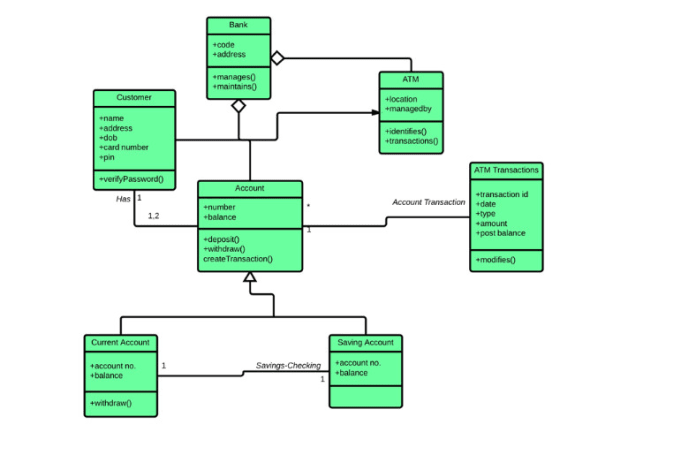 Bank
+code
+address
+manages()
+maintains()
ATM
+location
+managedby
+identifies()
+transactions()
Customer
+name
+address
+dob
+card number
+pin
+verifyPassword()
Has
1
1,2
Account
+number
+balance
+deposit()
+withdraw()
createTransaction()
*
1
Account Transaction
ATM Transactions
+transaction id
+date
+type
+amount
+post balance
+modifies()
Current Account
+account no.
+balance
+withdraw()
1
Savings-Checking
1
Saving Account
+account no.
+balance